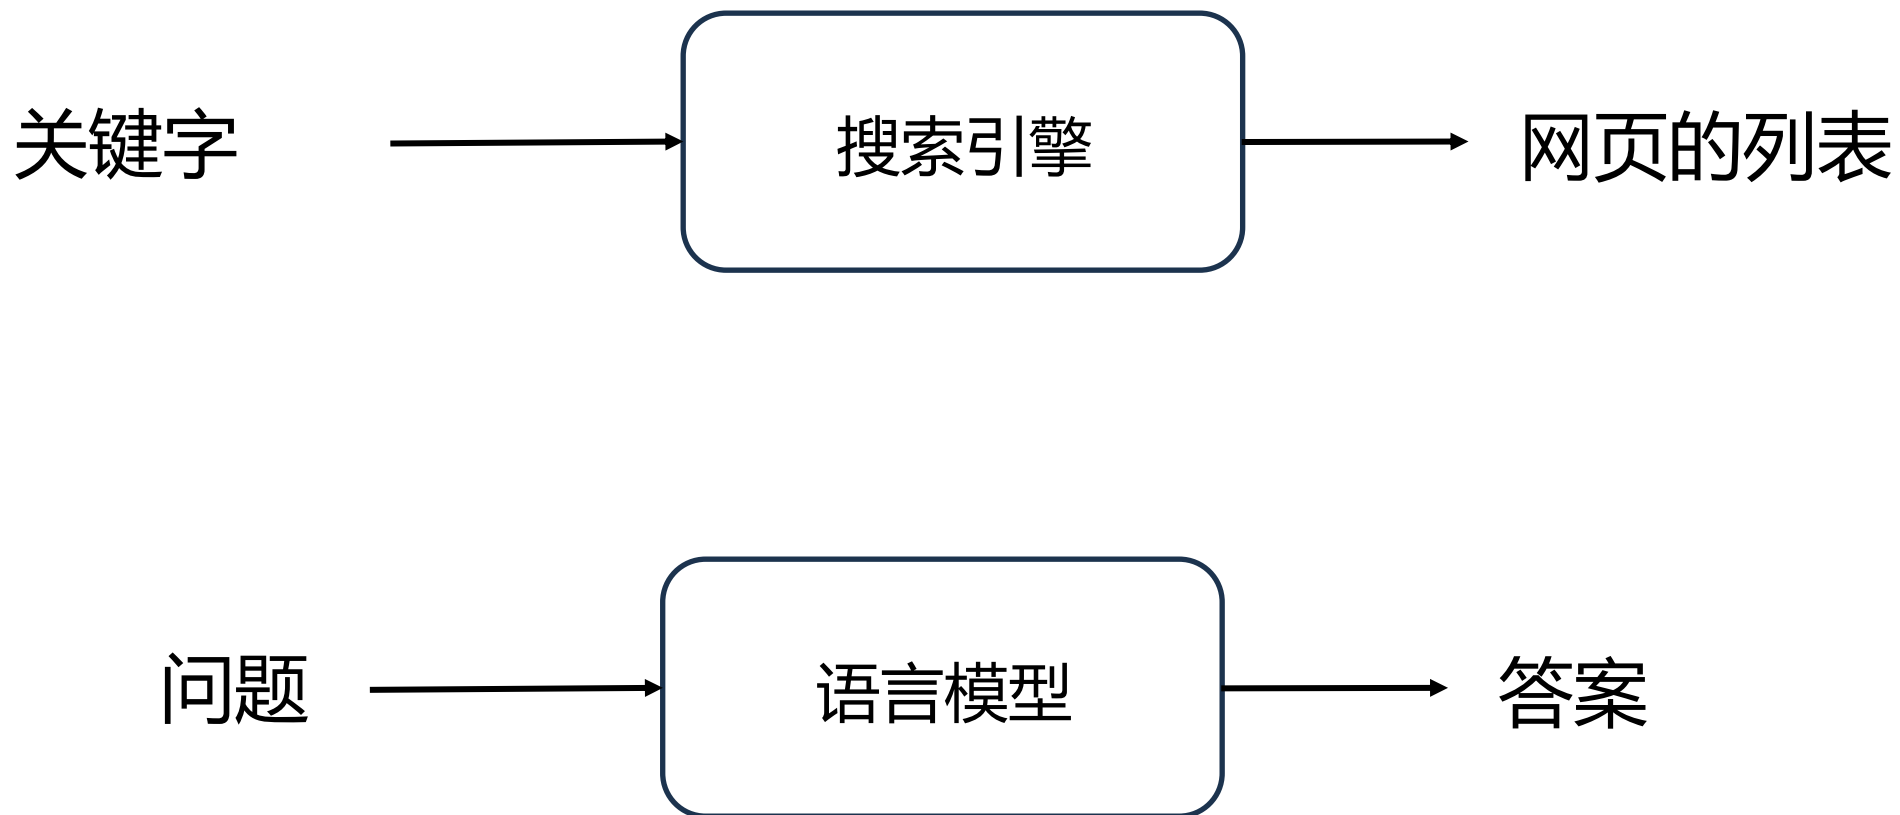 关键字
搜索引擎
网页的列表
问题
语言模型
答案